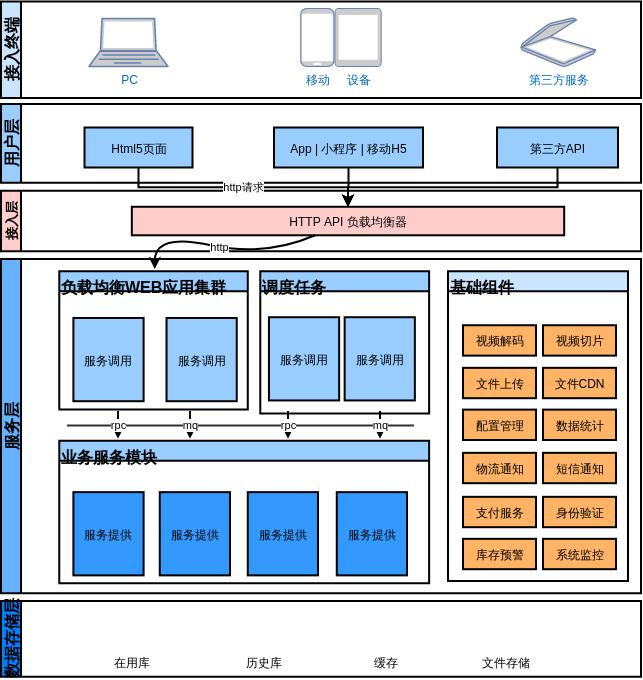 接入终端
PC
移动
设备
第三方服务
用户层
Html5页面
App | 小程序 | 移动H5
第三方API
http请求
接入层
HTTP API 负载均衡器
http
服务层
负载均衡WEB应用集群
服务调用
服务调用
调度任务
服务调用
服务调用
rpc
mq
rpc
mq
业务服务模块
服务提供
服务提供
服务提供
服务提供
基础组件
视频解码
视频切片
文件上传
文件CDN
配置管理
数据统计
物流通知
短信通知
支付服务
身份验证
库存预警
系统监控
数据存储层
在用库
历史库
缓存
文件存储